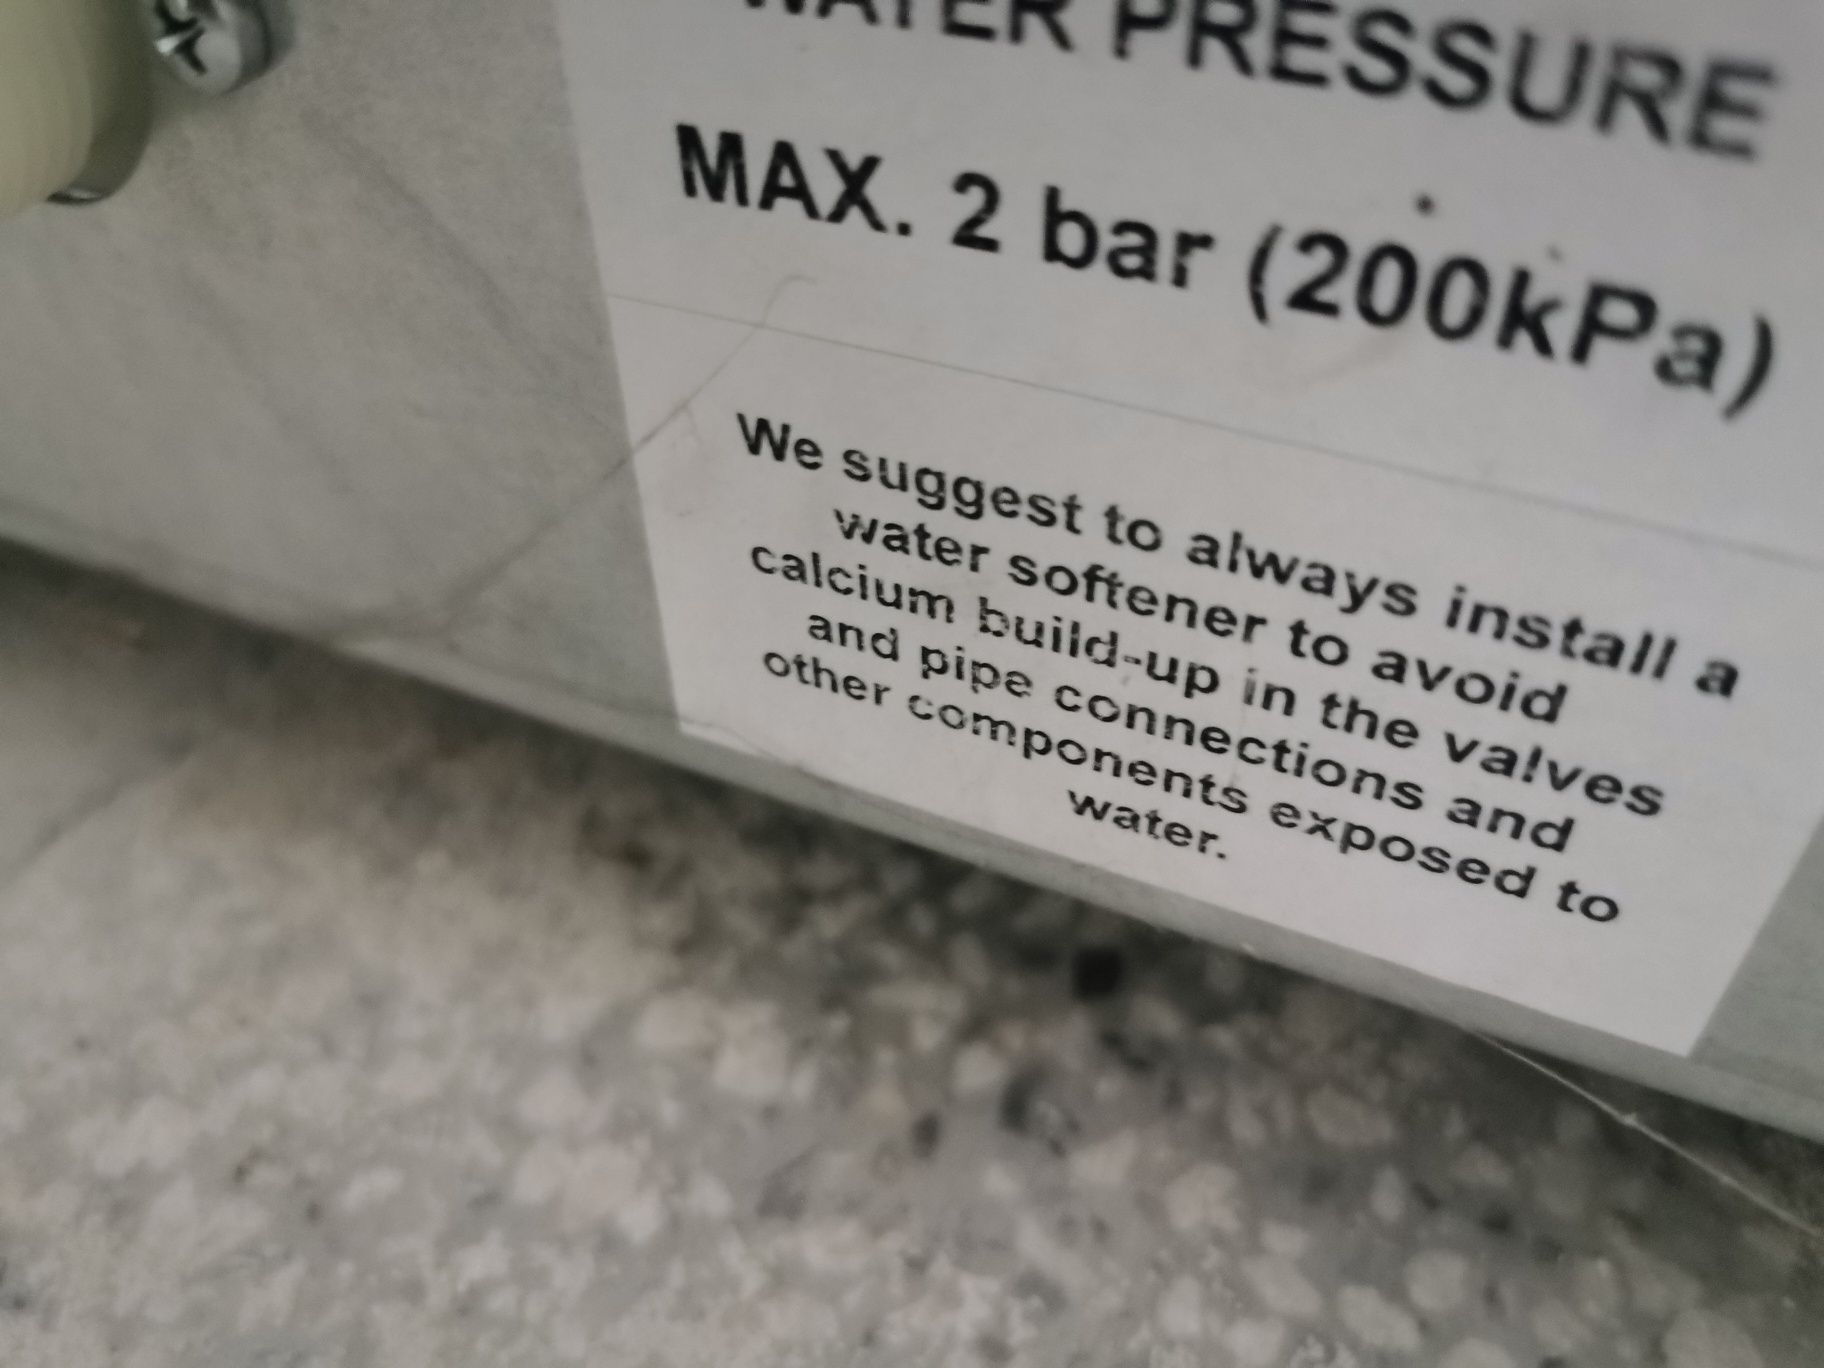 WATER PRESSURE
MAX. 2 bar (200kPa)
We suggest to always install a
water softener to avoid
calcium build-up in the valves
and pipe connections and
other components exposed to
water.